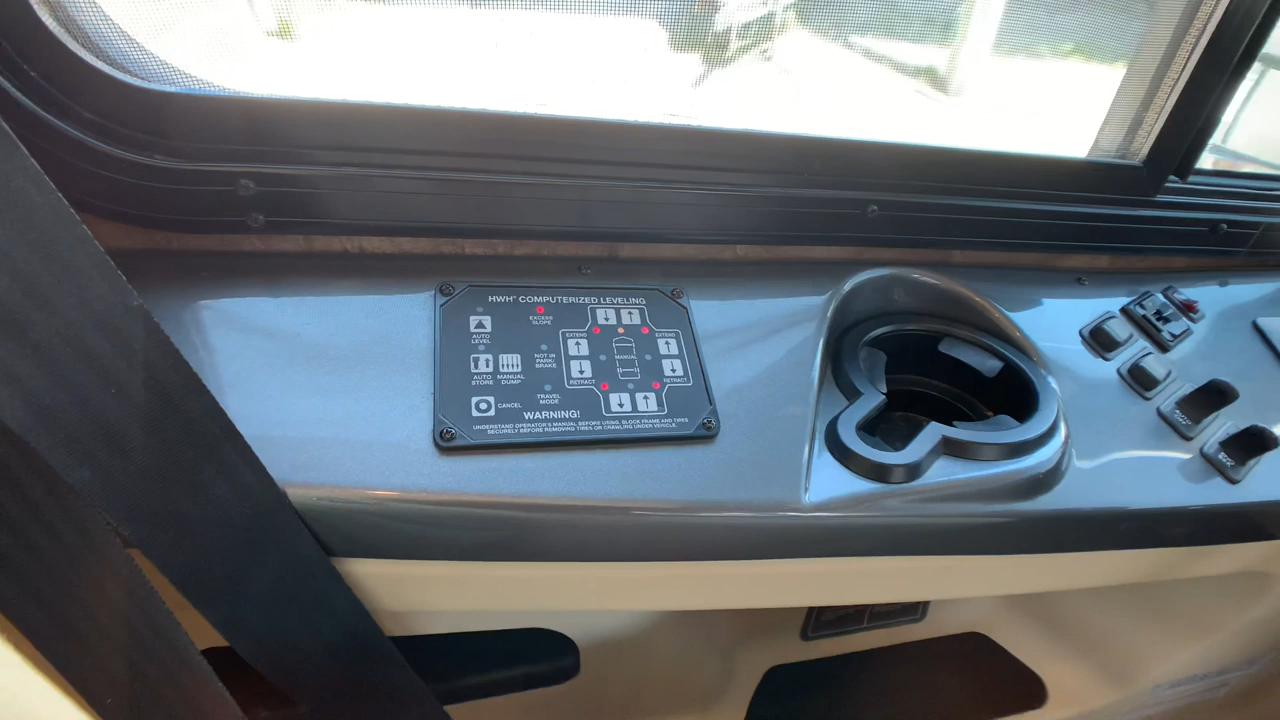 HWH® COMPUTERIZED LEVELING
EXCESS
SLOPE
AUTO
LEVEL
NOT IN
PARK/
BRAKE
AUTO
STORE
MANUAL
DUMP
TRAVEL
MODE
CANCEL
EXTEND
EXTEND
MANUAL
RETRACT
RETRACT
WARNING!
UNDERSTAND OPERATOR'S MANUAL BEFORE USING. BLOCK FRAME AND TIRES
SECURELY BEFORE REMOVING TIRES OR CRAWLING UNDER VEHICLE.